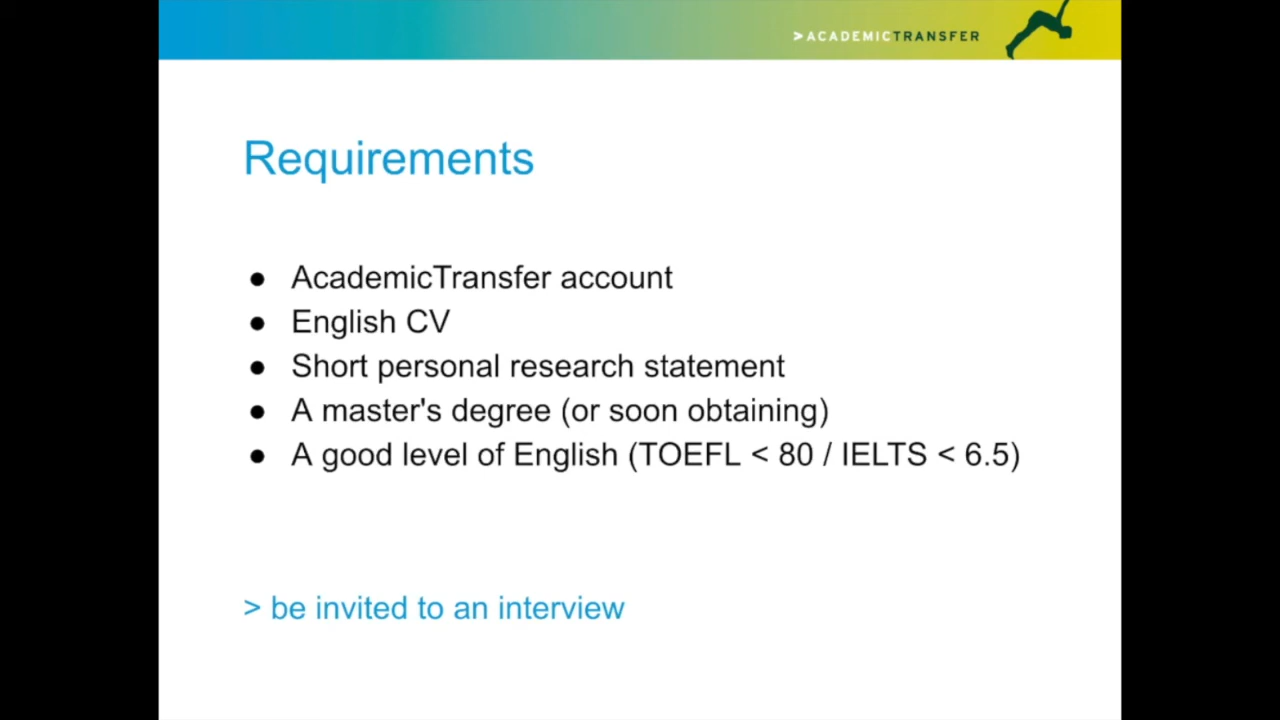 >ACADEMICTRANSFER
Requirements
● AcademicTransfer account
● English CV
● Short personal research statement
● A master's degree (or soon obtaining)
● A good level of English (TOEFL < 80 / IELTS < 6.5)
> be invited to an interview